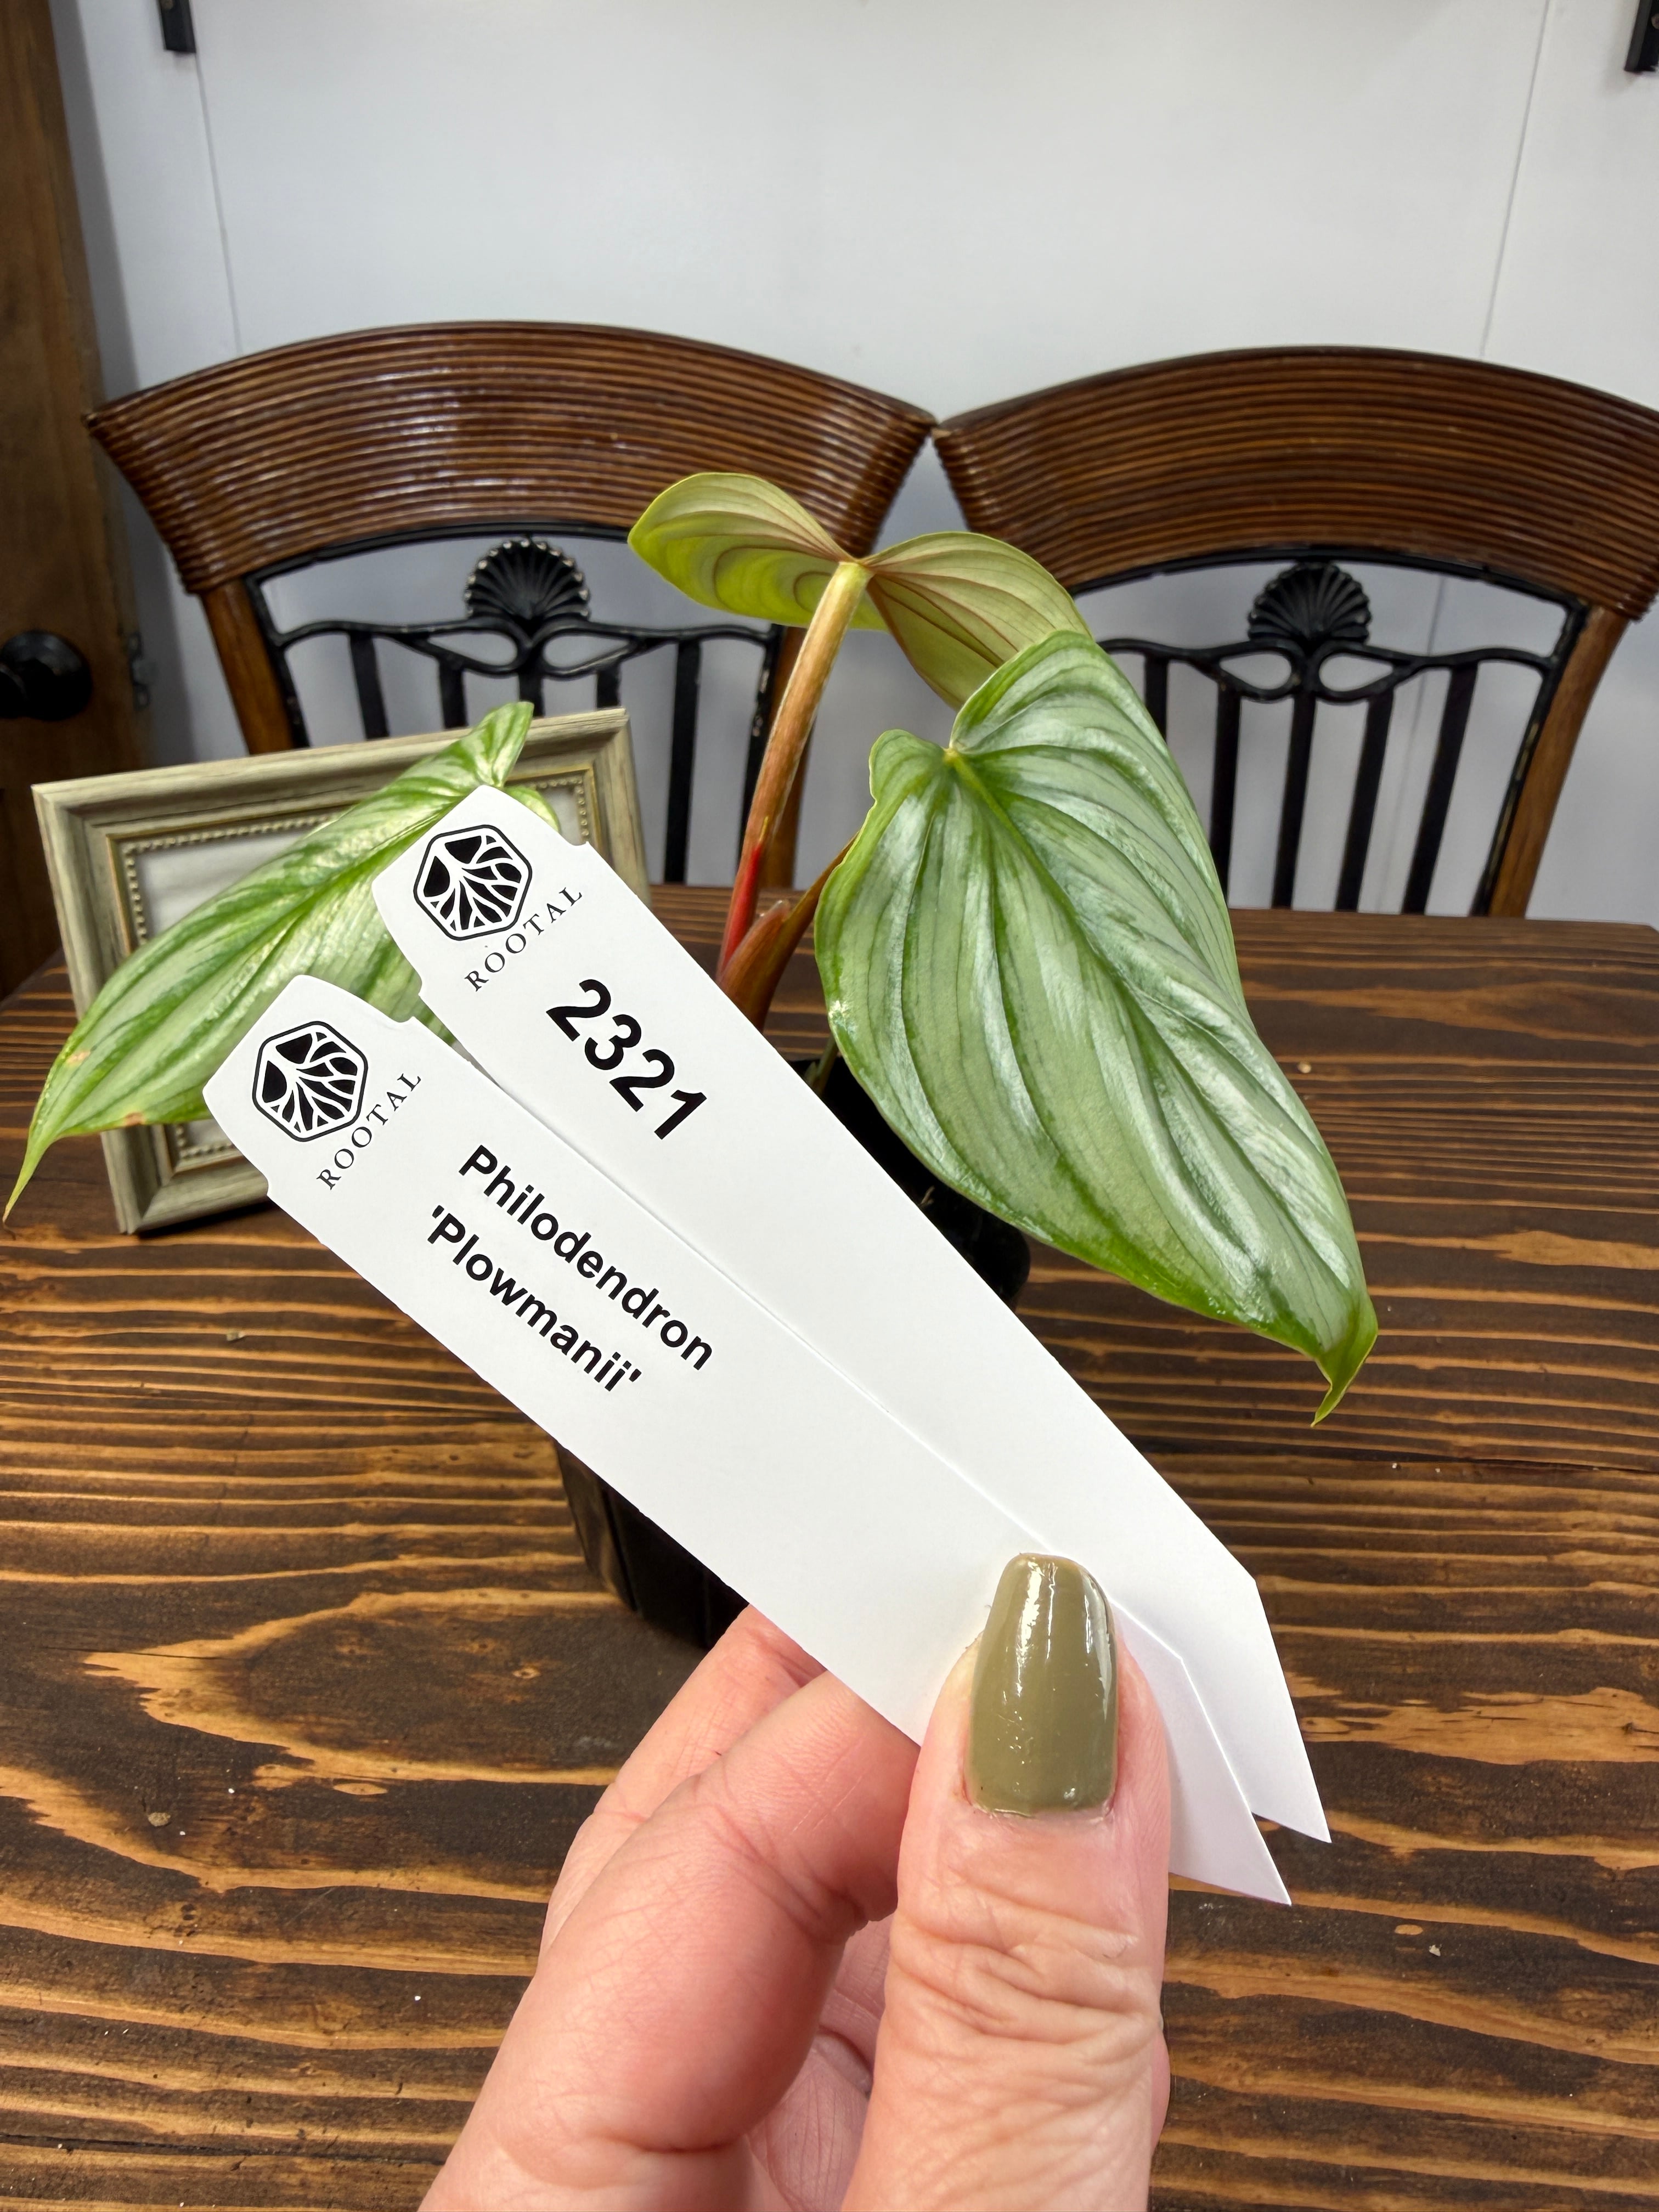 ROOTAL
2321
ROOTAL
Philodendron
'Plowmanii'